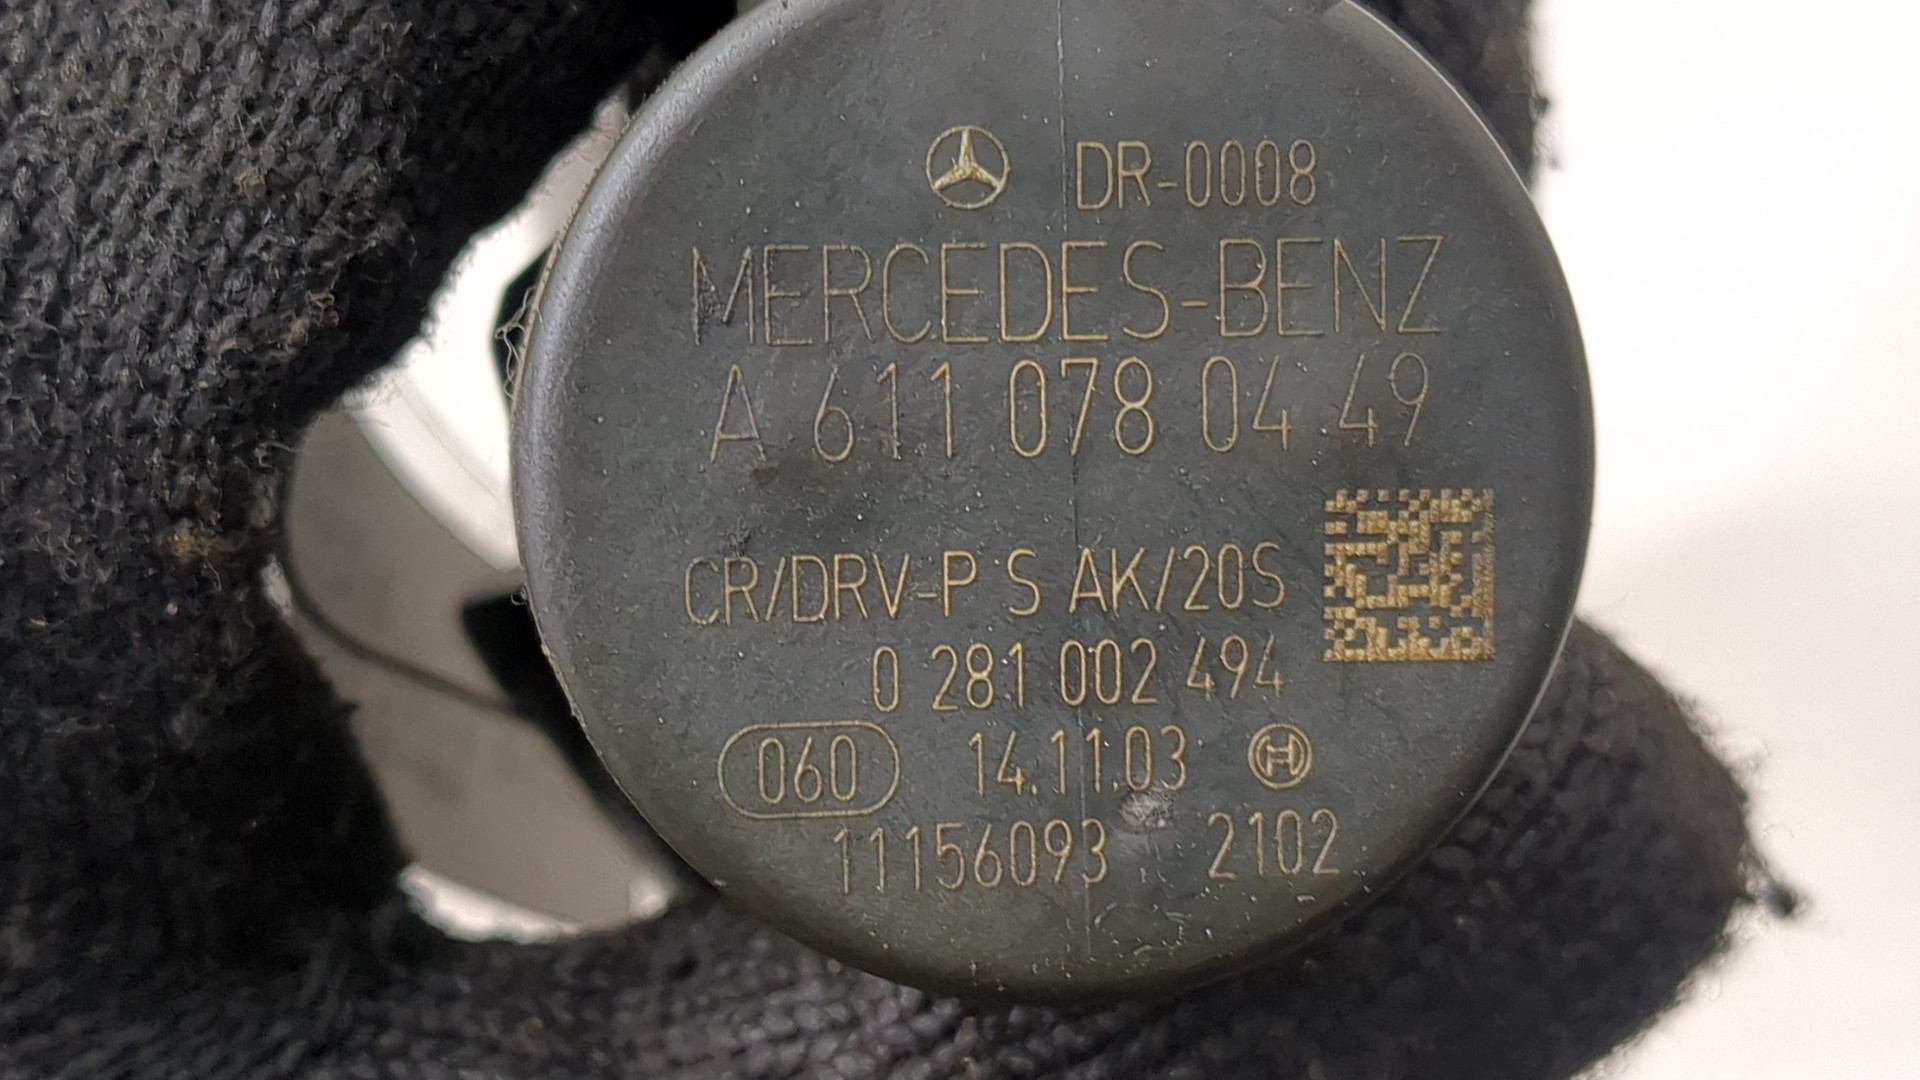 DR-0008
MERCEDES-BENZ
A 611 078 04 49
CR/DRV-P S AK/20S
0 281 002 494
060 14.11.03
11156093 2102